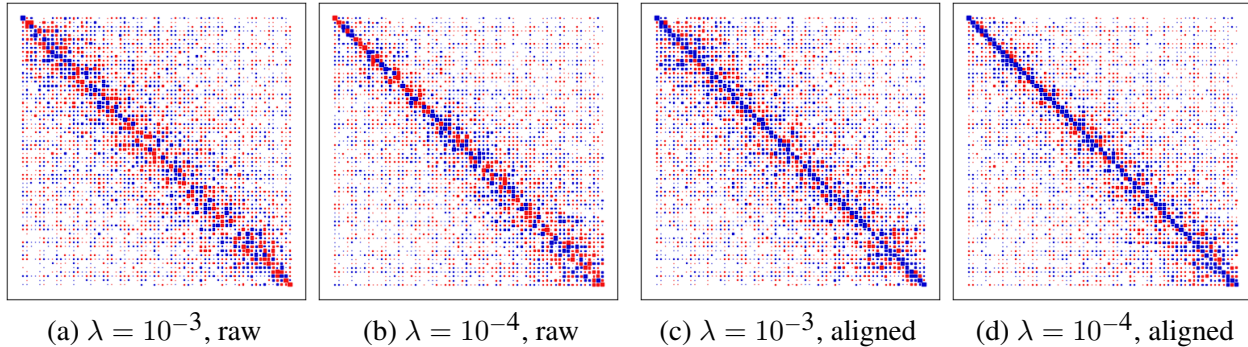 (a) λ = 10⁻³, raw
(b) λ = 10⁻⁴, raw
(c) λ = 10⁻³, aligned
(d) λ = 10⁻⁴, aligned